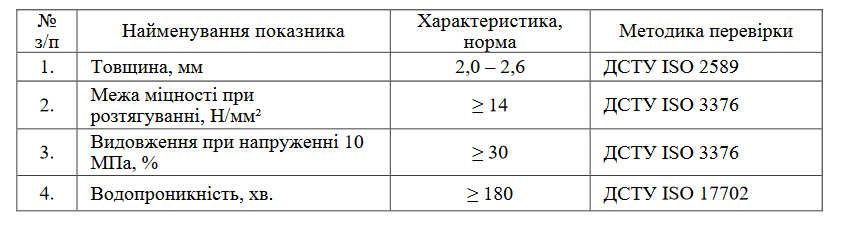 № з/п Найменування показника Характеристика, норма Методика перевірки
1. Товщина, мм 2,0 – 2,6 ДСТУ ISO 2589
2. Межа міцності при розтягуванні, Н/мм² ≥ 14 ДСТУ ISO 3376
3. Видовження при напруженні 10 МПа, % ≥ 30 ДСТУ ISO 3376
4. Водопроникність, хв. ≥ 180 ДСТУ ISO 17702